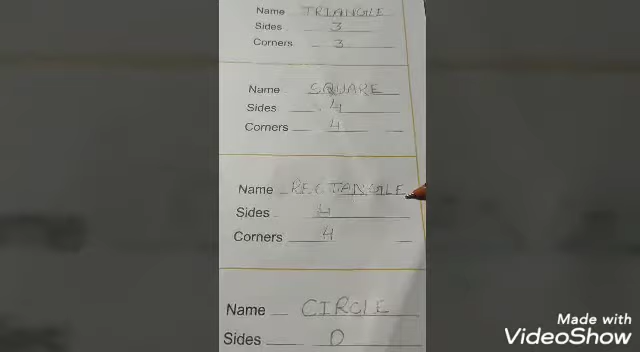 Name TRIANGLE
Sides 3
Corners 3
Name SQUARE
Sides 4
Corners 4
Name RECTANGLE
Sides 4
Corners 4
Name CIRCLE
Sides 0
Made with
VideoShow